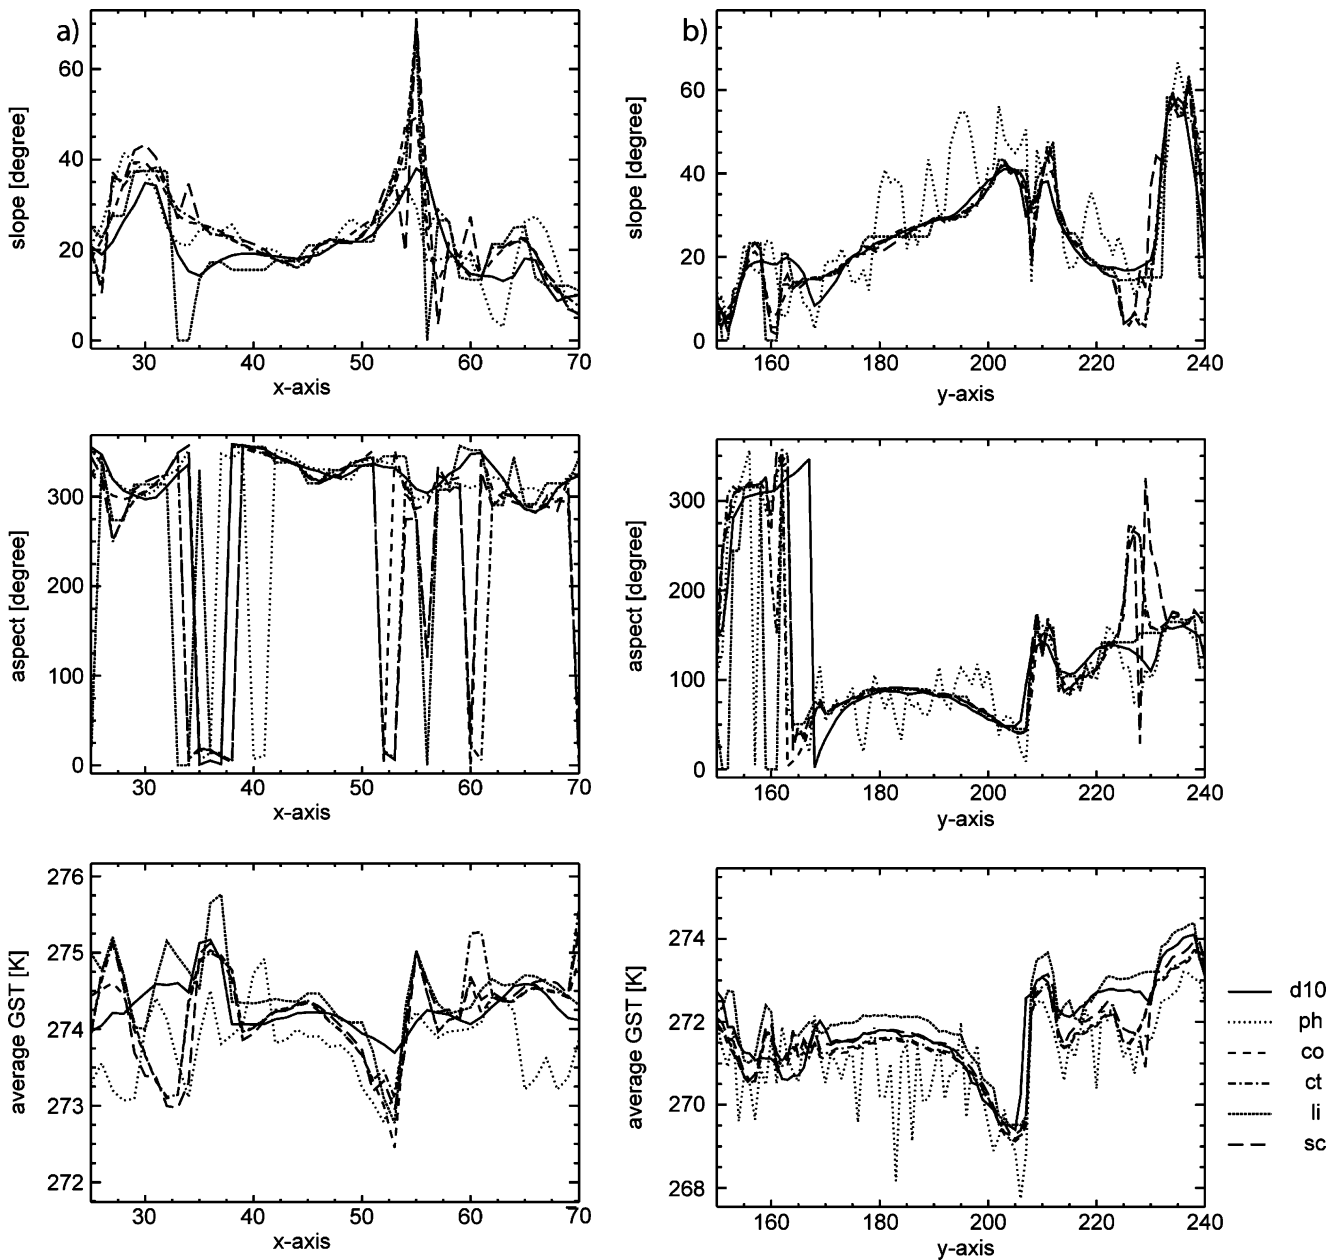 a)
slope [degree]
60
40
20
0
30 40 50 60 70
x-axis
b)
slope [degree]
60
40
20
0
160 180 200 220 240
y-axis
aspect [degree]
300
200
100
0
30 40 50 60 70
x-axis
aspect [degree]
300
200
100
0
160 180 200 220 240
y-axis
average GST [K]
276
275
274
273
272
30 40 50 60 70
x-axis
average GST [K]
274
272
270
268
160 180 200 220 240
y-axis
d10
ph
co
ct
li
sc